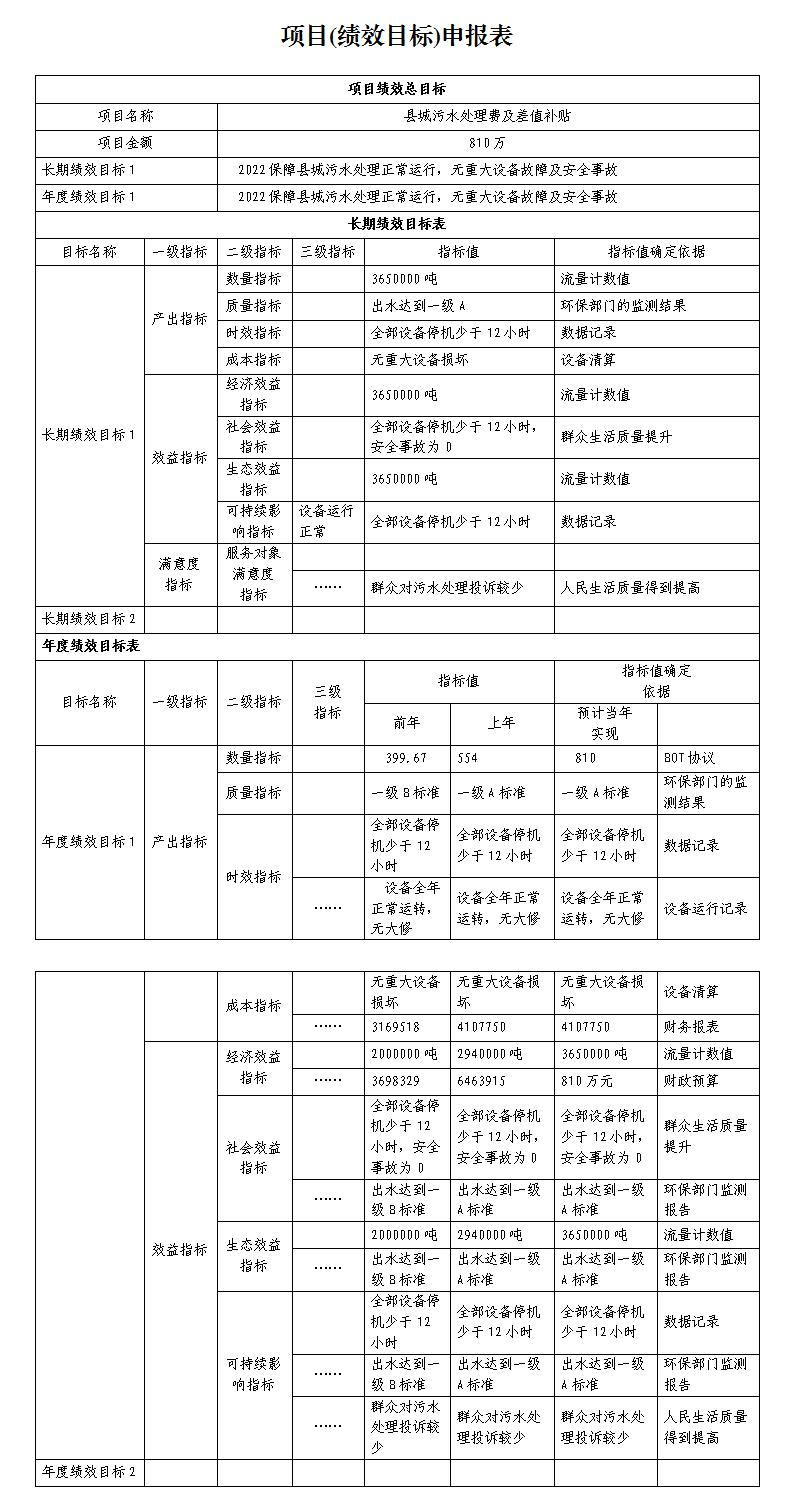 项目(绩效目标)申报表
项目绩效总目标
项目名称 县城污水处理费及差值补贴
项目金额 810万
长期绩效目标1 2022保障县城污水处理正常运行，无重大设备故障及安全事故
年度绩效目标1 2022保障县城污水处理正常运行，无重大设备故障及安全事故
长期绩效目标表
目标名称 一级指标 二级指标 三级指标 指标值 指标值确定依据
长期绩效目标1
产出指标
数量指标 3650000吨 流量计数值
质量指标 出水达到一级A 环保部门的监测结果
时效指标 全部设备停机少于12小时 数据记录
成本指标 无重大设备损坏 设备清算
效益指标
经济效益
指标
3650000吨 流量计数值
社会效益
指标
全部设备停机少于12小时，
安全事故为0
群众生活质量提升
生态效益
指标
3650000吨 流量计数值
可持续影
响指标
设备运行
正常
全部设备停机少于12小时 数据记录
满意度
指标
服务对象
满意度
指标
…… 群众对污水处理投诉较少 人民生活质量得到提高
长期绩效目标2
年度绩效目标表
目标名称 一级指标 二级指标
三级
指标
指标值
指标值确定
依据
前年 上年
预计当年
实现
年度绩效目标1 产出指标
数量指标 399.67 554 810 BOT协议
质量指标 一级B标准 一级A标准 一级A标准
环保部门的监
测结果
时效指标
全部设备停
机少于12
小时
全部设备停机
少于12小时
全部设备停机
少于12小时
数据记录
……
设备全年
正常运转，
无大修
设备全年正常
运转，无大修
设备全年正常
运转，无大修
设备运行记录
成本指标
无重大设备
损坏
无重大设备损
坏
无重大设备损
坏
设备清算
…… 3169518 4107750 4107750 财务报表
效益指标
经济效益
指标
2000000吨 2940000吨 3650000吨 流量计数值
…… 3698329 6463915 810万元 财政预算
社会效益
指标
全部设备停
机少于12
小时，安全
事故为0
全部设备停机
少于12小时，
安全事故为0
全部设备停机
少于12小时，
安全事故为0
群众生活质量
提升
……
出水达到一
级B标准
出水达到一级
A标准
出水达到一级
A标准
环保部门监测
报告
生态效益
指标
2000000吨 2940000吨 3650000吨 流量计数值
……
出水达到一
级B标准
出水达到一级
A标准
出水达到一级
A标准
环保部门监测
报告
可持续影
响指标
全部设备停
机少于12
小时
全部设备停机
少于12小时
全部设备停机
少于12小时
数据记录
……
出水达到一
级B标准
出水达到一级
A标准
出水达到一级
A标准
环保部门监测
报告
……
群众对污水
处理投诉较
少
群众对污水处
理投诉较少
群众对污水处
理投诉较少
人民生活质量
得到提高
年度绩效目标2